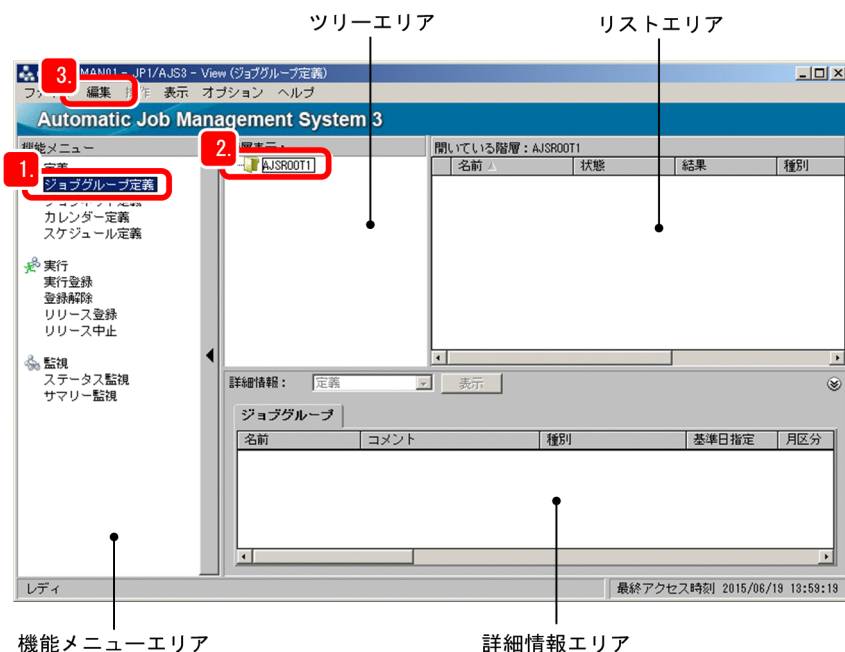 ツリーエリア
リストエリア
3.
MAN01 - JP1/AJS3 - View (ジョブグループ定義)
編集
表示
オプション
ヘルプ
Automatic Job Management System 3
機能メニュー
2.
開いている階層：AJSROOT1
名前
状態
結果
種別
1.
AJSROOT1
ジョブグループ定義
カレンダー定義
スケジュール定義
実行
実行登録
登録解除
リリース登録
リリース中止
監視
ステータス監視
サマリー監視
詳細情報：
定義
表示
ジョブグループ
名前
コメント
種別
基準日指定
月区分
レディ
最終アクセス時刻 2015/06/19 13:59:19
機能メニューエリア
詳細情報エリア